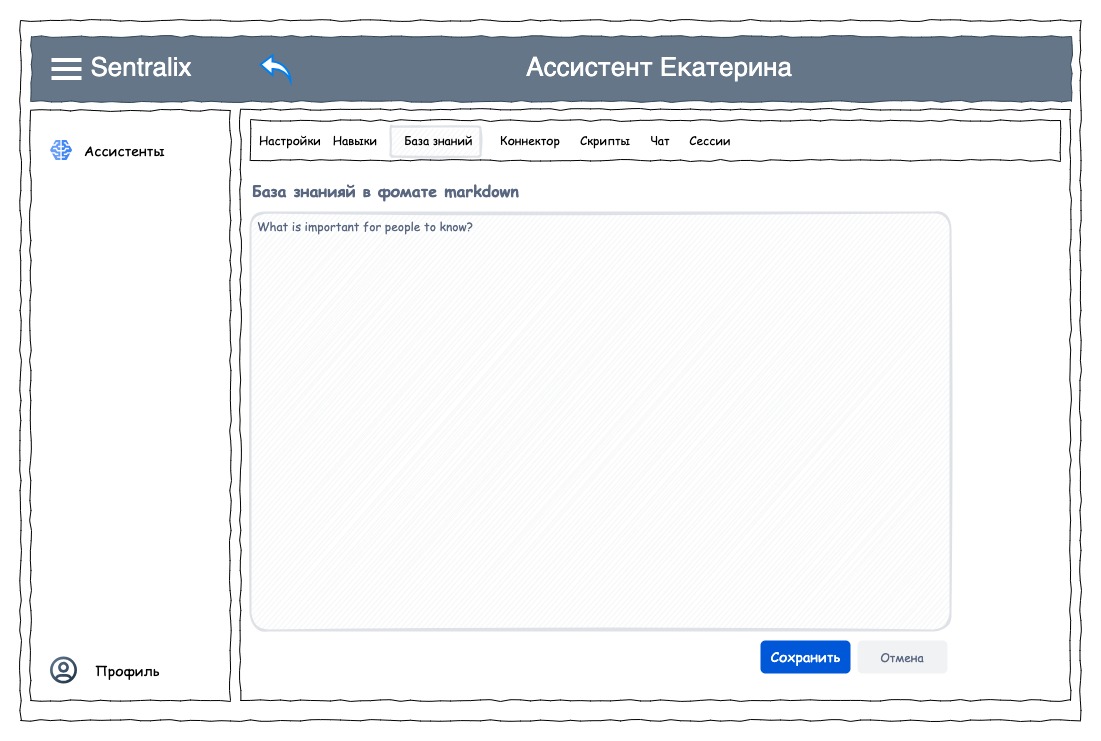 Sentralix
Ассистент Екатерина
Ассистенты
Настройки Навыки База знаний Коннектор Скрипты Чат Сессии
База знанияй в фомате markdown
What is important for people to know?
Сохранить Отмена
Профиль